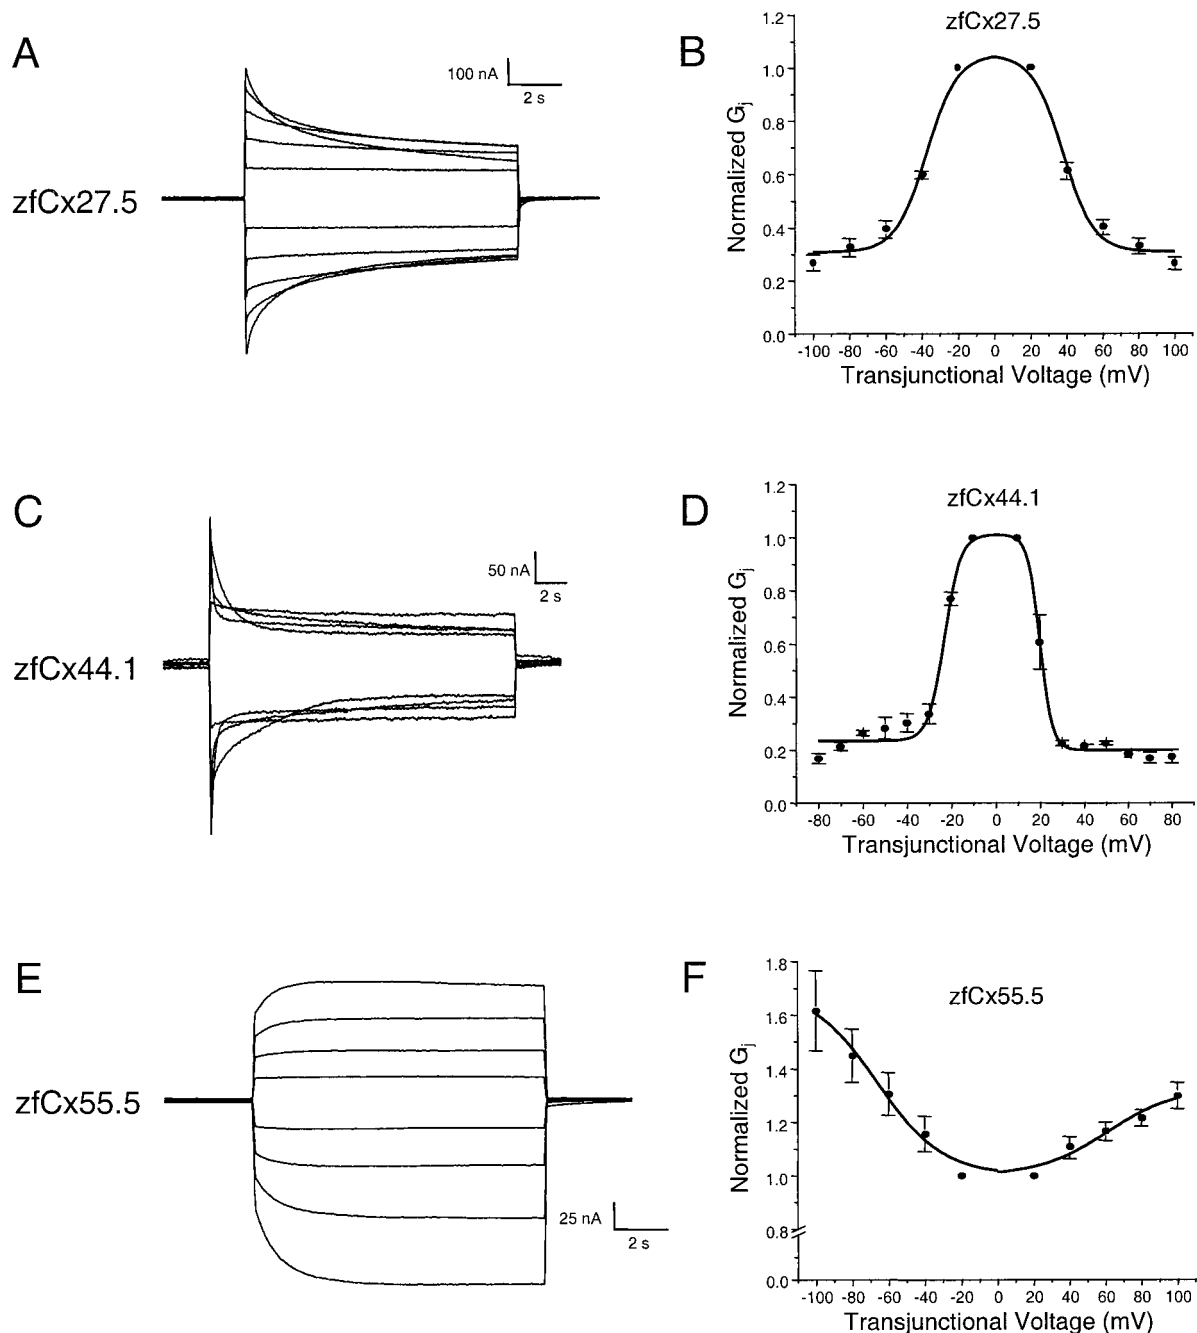 A
100 nA
2 s
zfCx27.5
B
zfCx27.5
Normalized Gj
1.2
1.0
0.8
0.6
0.4
0.2
0.0
-100 -80 -60 -40 -20 0 20 40 60 80 100
Transjunctional Voltage (mV)
C
50 nA
2 s
zfCx44.1
D
zfCx44.1
Normalized Gj
1.2
1.0
0.8
0.6
0.4
0.2
0.0
-80 -60 -40 -20 0 20 40 60 80
Transjunctional Voltage (mV)
E
zfCx55.5
25 nA
2 s
F
zfCx55.5
Normalized Gj
1.8
1.6
1.4
1.2
1.0
0.8
0.0
-100 -80 -60 -40 -20 0 20 40 60 80 100
Transjunctional Voltage (mV)